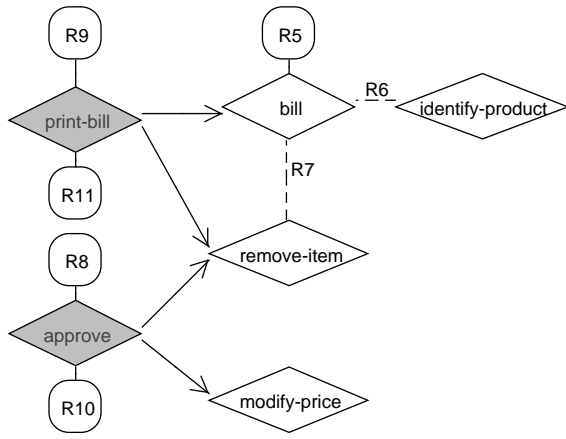 R9
R5
R6
print-bill
bill
identify-product
R7
R11
R8
remove-item
approve
R10
modify-price